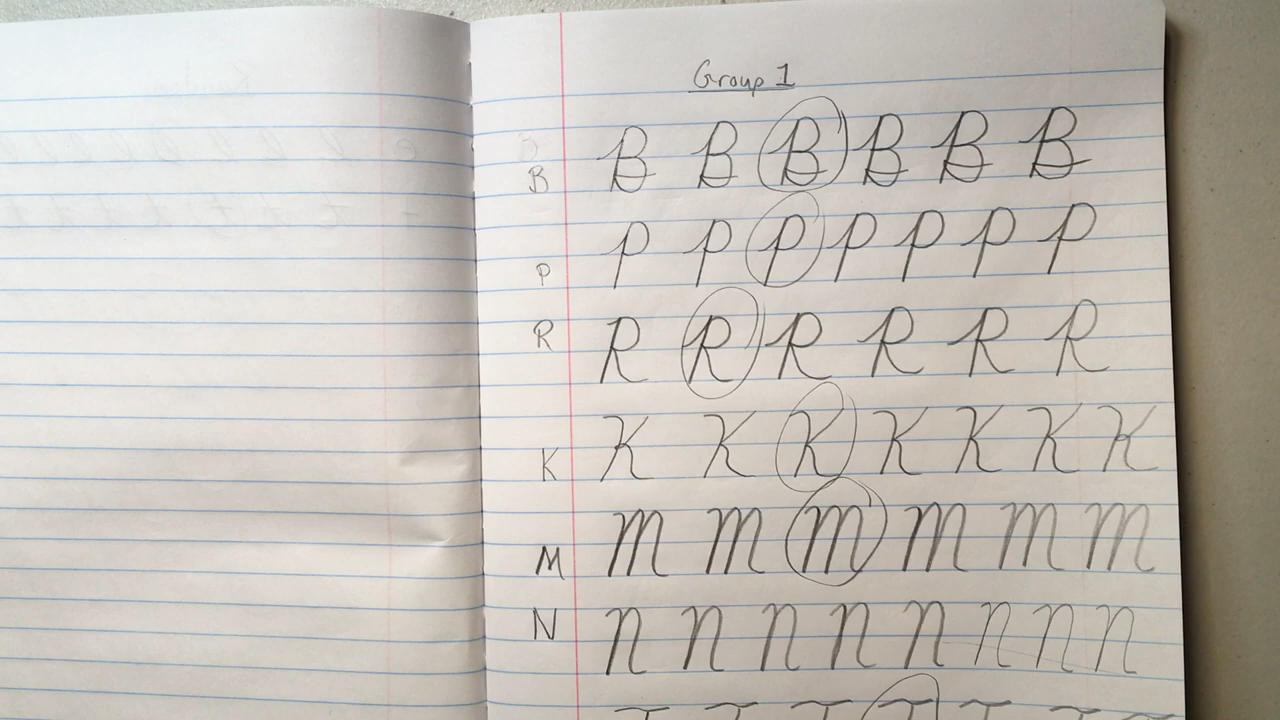 Group 1
B B B B B B B
P P P P P P P P
R R R R R R R
K K K K K K K K
M M M M M M M
N n n n n n n n n